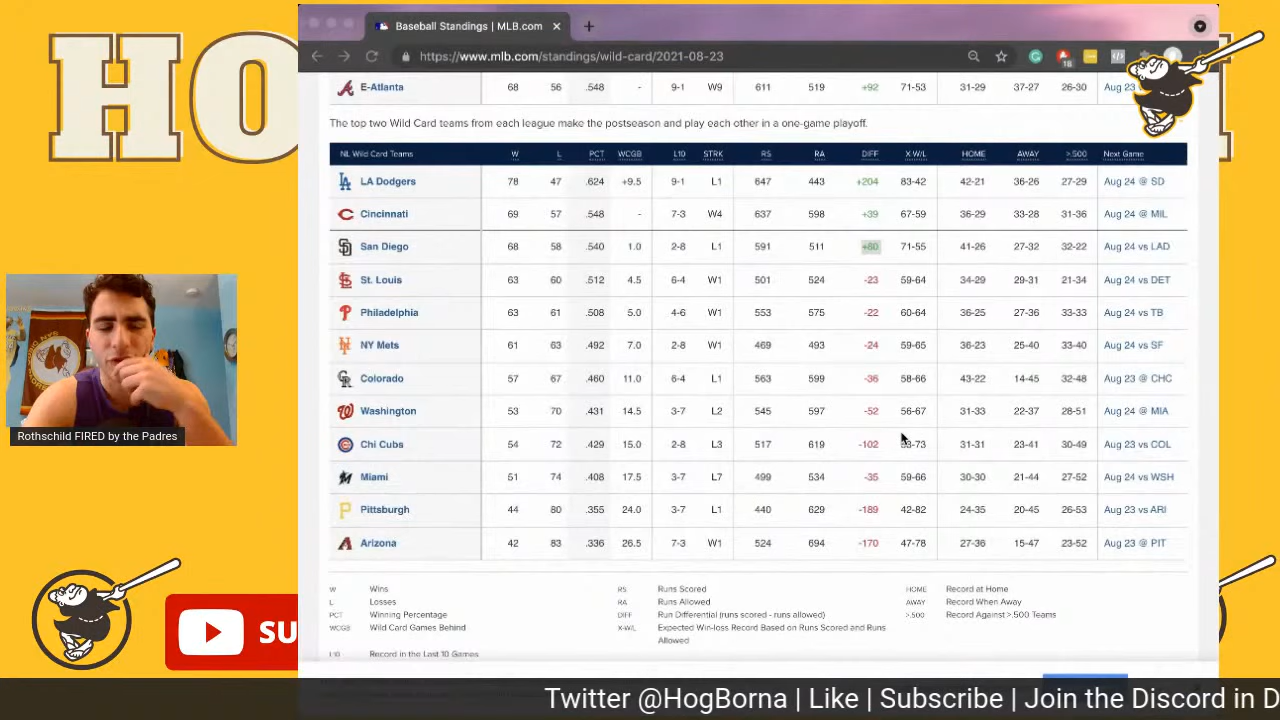 HO
Baseball Standings | MLB.com
https://www.mlb.com/standings/wild-card/2021-08-23
18
E-Atlanta 68 56 .548 - 9-1 W9 611 519 +92 71-53 31-29 37-27 26-30 Aug 23
The top two Wild Card teams from each league make the postseason and play each other in a one-game playoff.
NL Wild Card Teams W L PCT WCGB L10 STRK RS RA DIFF X W/L HOME AWAY >.500 Next Game
LA Dodgers 78 47 .624 +9.5 9-1 L1 647 443 +204 83-42 42-21 36-26 27-29 Aug 24 @ SD
Cincinnati 69 57 .548 - 7-3 W4 637 598 +39 67-59 36-29 33-28 31-36 Aug 24 @ MIL
San Diego 68 58 .540 1.0 2-8 L1 591 511 +80 71-55 41-26 27-32 32-22 Aug 24 vs LAD
St. Louis 63 60 .512 4.5 6-4 W1 501 524 -23 59-64 34-29 29-31 21-34 Aug 24 vs DET
Philadelphia 63 61 .508 5.0 4-6 W1 553 575 -22 60-64 36-25 27-36 33-33 Aug 24 vs TB
NY Mets 61 63 .492 7.0 2-8 W1 469 493 -24 59-65 36-23 25-40 33-40 Aug 24 vs SF
Colorado 57 67 .460 11.0 6-4 L1 563 599 -36 58-66 43-22 14-45 32-48 Aug 23 @ CHC
Washington 53 70 .431 14.5 3-7 L2 545 597 -52 56-67 31-33 22-37 28-51 Aug 24 @ MIA
Chi Cubs 54 72 .429 15.0 2-8 L3 517 619 -102 53-73 31-31 23-41 30-49 Aug 23 vs COL
Miami 51 74 .408 17.5 3-7 L7 499 534 -35 59-66 30-30 21-44 27-52 Aug 24 vs WSH
Pittsburgh 44 80 .355 24.0 3-7 L1 440 629 -189 42-82 24-35 20-45 26-53 Aug 23 vs ARI
Arizona 42 83 .336 26.5 7-3 W1 524 694 -170 47-78 27-36 15-47 23-52 Aug 23 @ PIT
Rothschild FIRED by the Padres
W Wins RS Runs Scored HOME Record at Home
L Losses RA Runs Allowed AWAY Record When Away
PCT Winning Percentage DIFF Run Differential (runs scored - runs allowed) >.500 Record Against >.500 Teams
WCGB Wild Card Games Behind X-W/L Expected Win-loss Record Based on Runs Scored and Runs
Allowed
L10 Record in the Last 10 Games
SU
Twitter @HogBorna | Like | Subscribe | Join the Discord in D